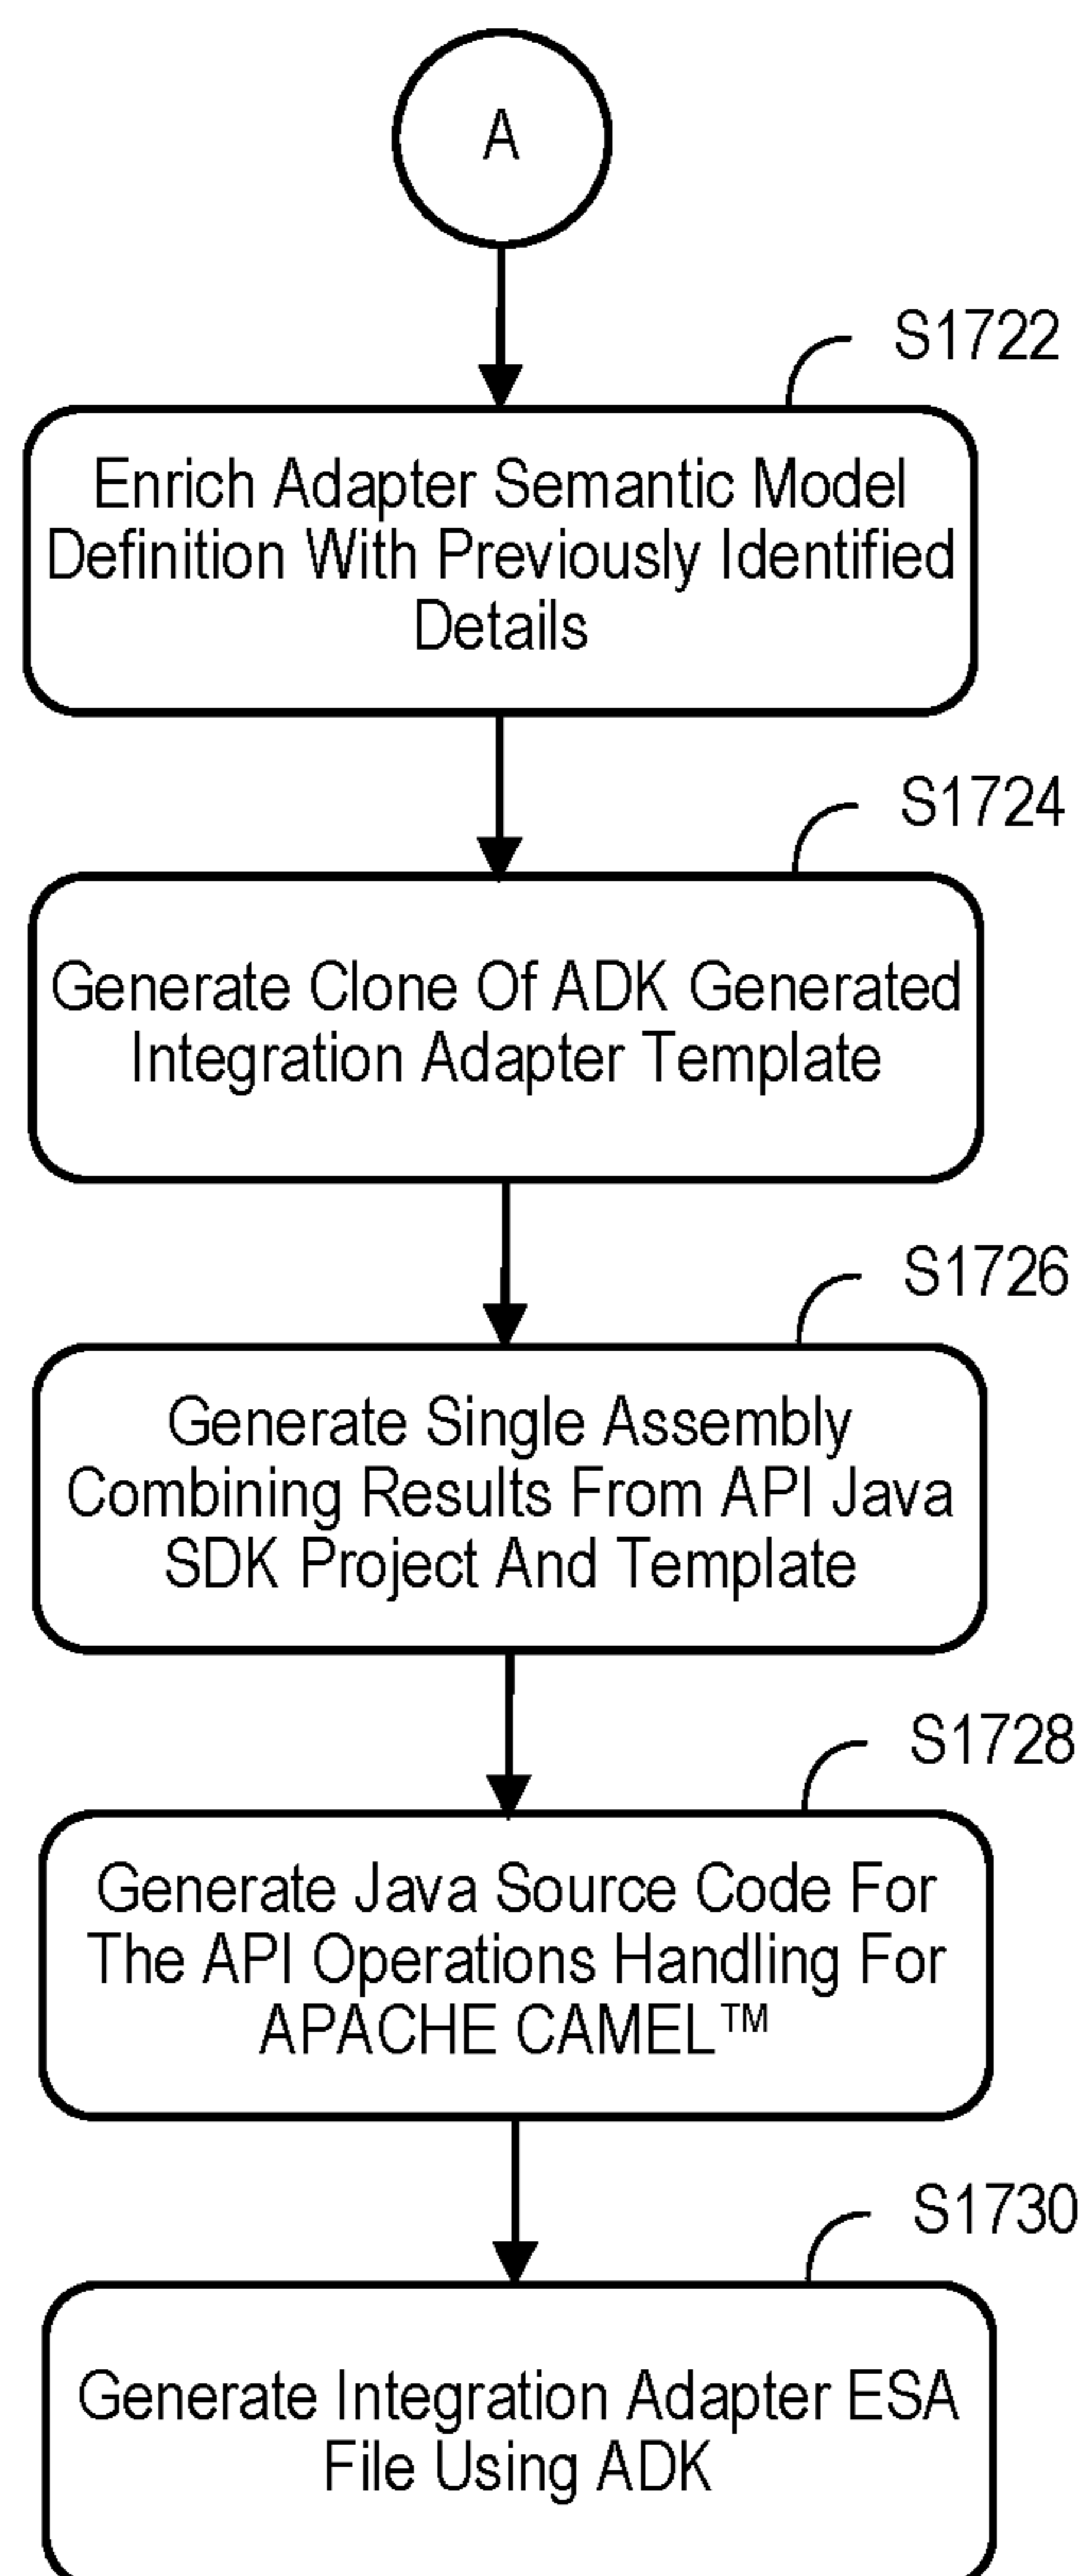 A
S1722
Enrich Adapter Semantic Model
Definition With Previously Identified
Details
S1724
Generate Clone Of ADK Generated
Integration Adapter Template
S1726
Generate Single Assembly
Combining Results From API Java
SDK Project And Template
S1728
Generate Java Source Code For
The API Operations Handling For
APACHE CAMEL™
S1730
Generate Integration Adapter ESA
File Using ADK